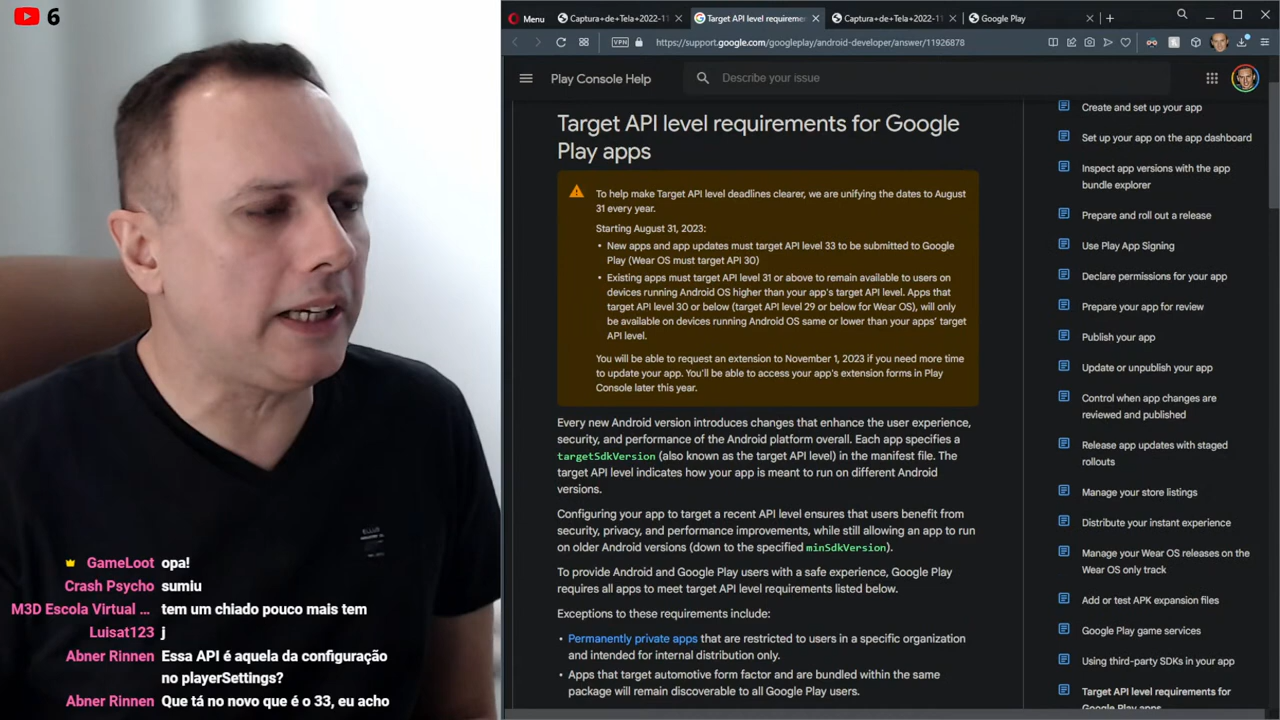 6
GameLoot opa!
Crash Psycho sumiu
M3D Escola Virtual ... tem um chiado pouco mais tem
Luisat123 j
Abner Rinnen Essa API é aquela da configuração
no playerSettings?
Abner Rinnen Que tá no novo que é o 33, eu acho
Menu
Captura+de+Tela+2022-11
Target API level requireme
Captura+de+Tela+2022-11
Google Play
VPN
https://support.google.com/googleplay/android-developer/answer/11926878
Play Console Help
Describe your issue
Target API level requirements for Google
Play apps
To help make Target API level deadlines clearer, we are unifying the dates to August
31 every year.
Starting August 31, 2023:
• New apps and app updates must target API level 33 to be submitted to Google
Play (Wear OS must target API 30)
• Existing apps must target API level 31 or above to remain available to users on
devices running Android OS higher than your app's target API level. Apps that
target API level 30 or below (target API level 29 or below for Wear OS), will only
be available on devices running Android OS same or lower than your apps' target
API level.
You will be able to request an extension to November 1, 2023 if you need more time
to update your app. You'll be able to access your app's extension forms in Play
Console later this year.
Every new Android version introduces changes that enhance the user experience,
security, and performance of the Android platform overall. Each app specifies a
targetSdkVersion (also known as the target API level) in the manifest file. The
target API level indicates how your app is meant to run on different Android
versions.
Configuring your app to target a recent API level ensures that users benefit from
security, privacy, and performance improvements, while still allowing an app to run
on older Android versions (down to the specified minSdkVersion).
To provide Android and Google Play users with a safe experience, Google Play
requires all apps to meet target API level requirements listed below.
Exceptions to these requirements include:
• Permanently private apps that are restricted to users in a specific organization
and intended for internal distribution only.
• Apps that target automotive form factor and are bundled within the same
package will remain discoverable to all Google Play users.
Create and set up your app
Set up your app on the app dashboard
Inspect app versions with the app
bundle explorer
Prepare and roll out a release
Use Play App Signing
Declare permissions for your app
Prepare your app for review
Publish your app
Update or unpublish your app
Control when app changes are
reviewed and published
Release app updates with staged
rollouts
Manage your store listings
Distribute your instant experience
Manage your Wear OS releases on the
Wear OS only track
Add or test APK expansion files
Google Play game services
Using third-party SDKs in your app
Target API level requirements for
Google Play apps